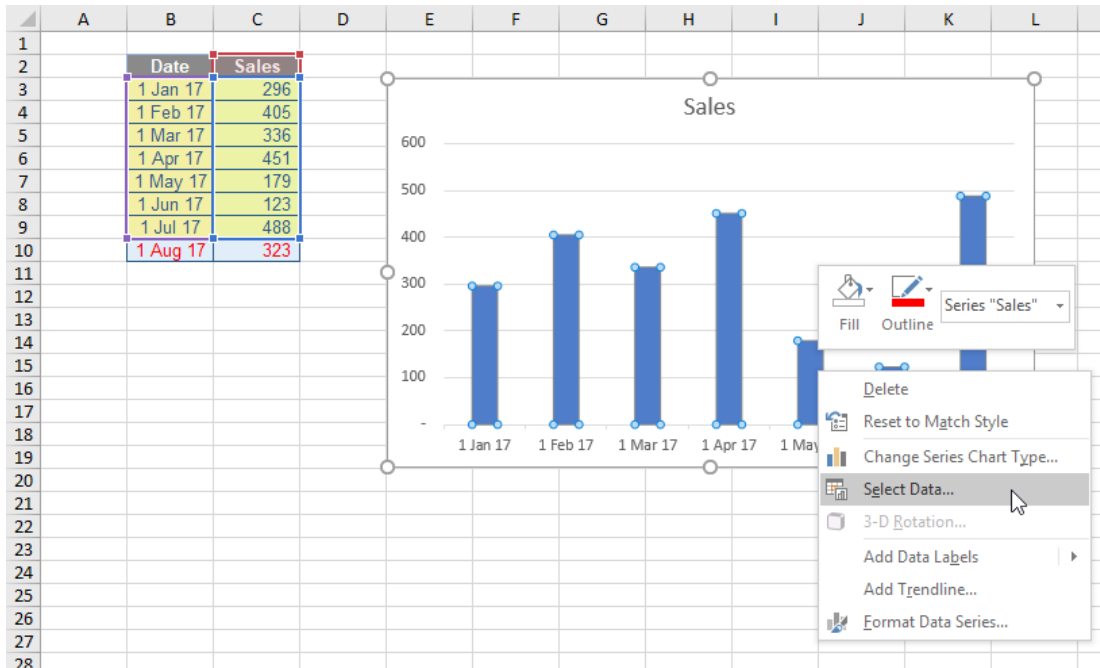 A B C D E F G H I J K L
1
2 Date Sales
3 1 Jan 17 296
4 1 Feb 17 405
5 1 Mar 17 336
6 1 Apr 17 451
7 1 May 17 179
8 1 Jun 17 123
9 1 Jul 17 488
10 1 Aug 17 323
11
12
13
14
15
16
17
18
19
20
21
22
23
24
25
26
27
28
Sales
600
500
400
300
200
100
-
1 Jan 17 1 Feb 17 1 Mar 17 1 Apr 17 1 May
Series "Sales"
Fill Outline
Delete
Reset to Match Style
Change Series Chart Type...
Select Data...
3-D Rotation...
Add Data Labels
Add Trendline...
Format Data Series...